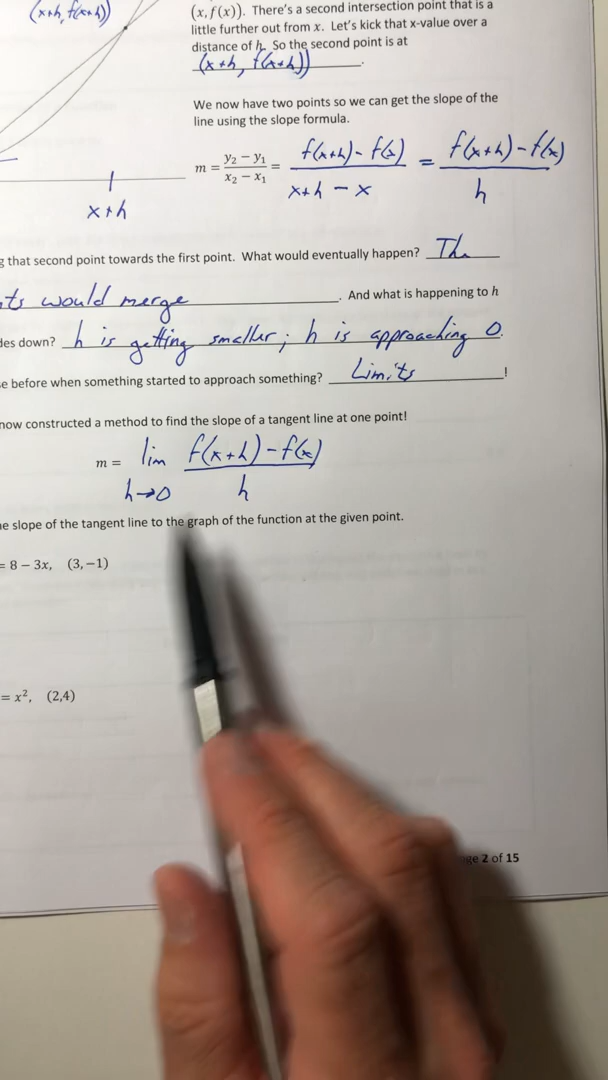 (x+h, f(x+h))
(x, f(x)). There's a second intersection point that is a
little further out from x. Let's kick that x-value over a
distance of h. So the second point is at
(x+h, f(x+h)).
We now have two points so we can get the slope of the
line using the slope formula.
m = y₂ − y₁ / x₂ − x₁ = f(x+h) - f(x) / x+h - x = f(x+h) - f(x) / h
x+h
that second point towards the first point. What would eventually happen? Th
would merge. And what is happening to h
down? h is getting smaller; h is approaching 0.
before when something started to approach something? Limits!
now constructed a method to find the slope of a tangent line at one point!
m = lim h→0 f(x+h) - f(x) / h
slope of the tangent line to the graph of the function at the given point.
= 8 − 3x, (3, −1)
= x², (2,4)
2 of 15